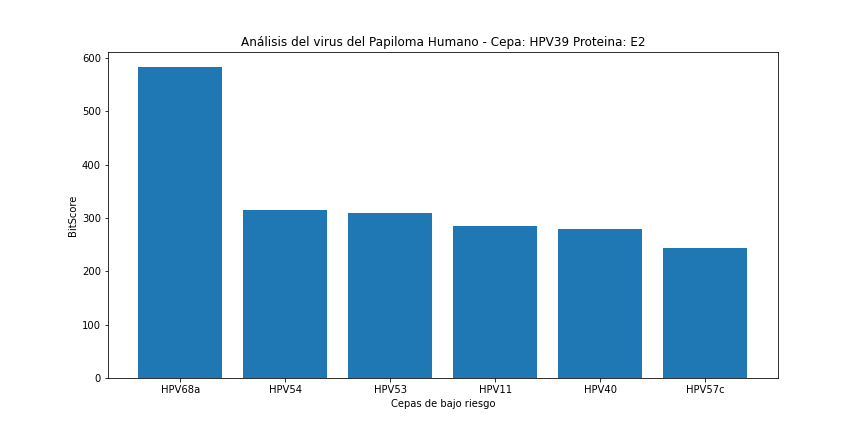 Análisis del virus del Papiloma Humano - Cepa: HPV39 Proteina: E2
600
500
400
300
200
100
0
BitScore
HPV68a HPV54 HPV53 HPV11 HPV40 HPV57c
Cepas de bajo riesgo